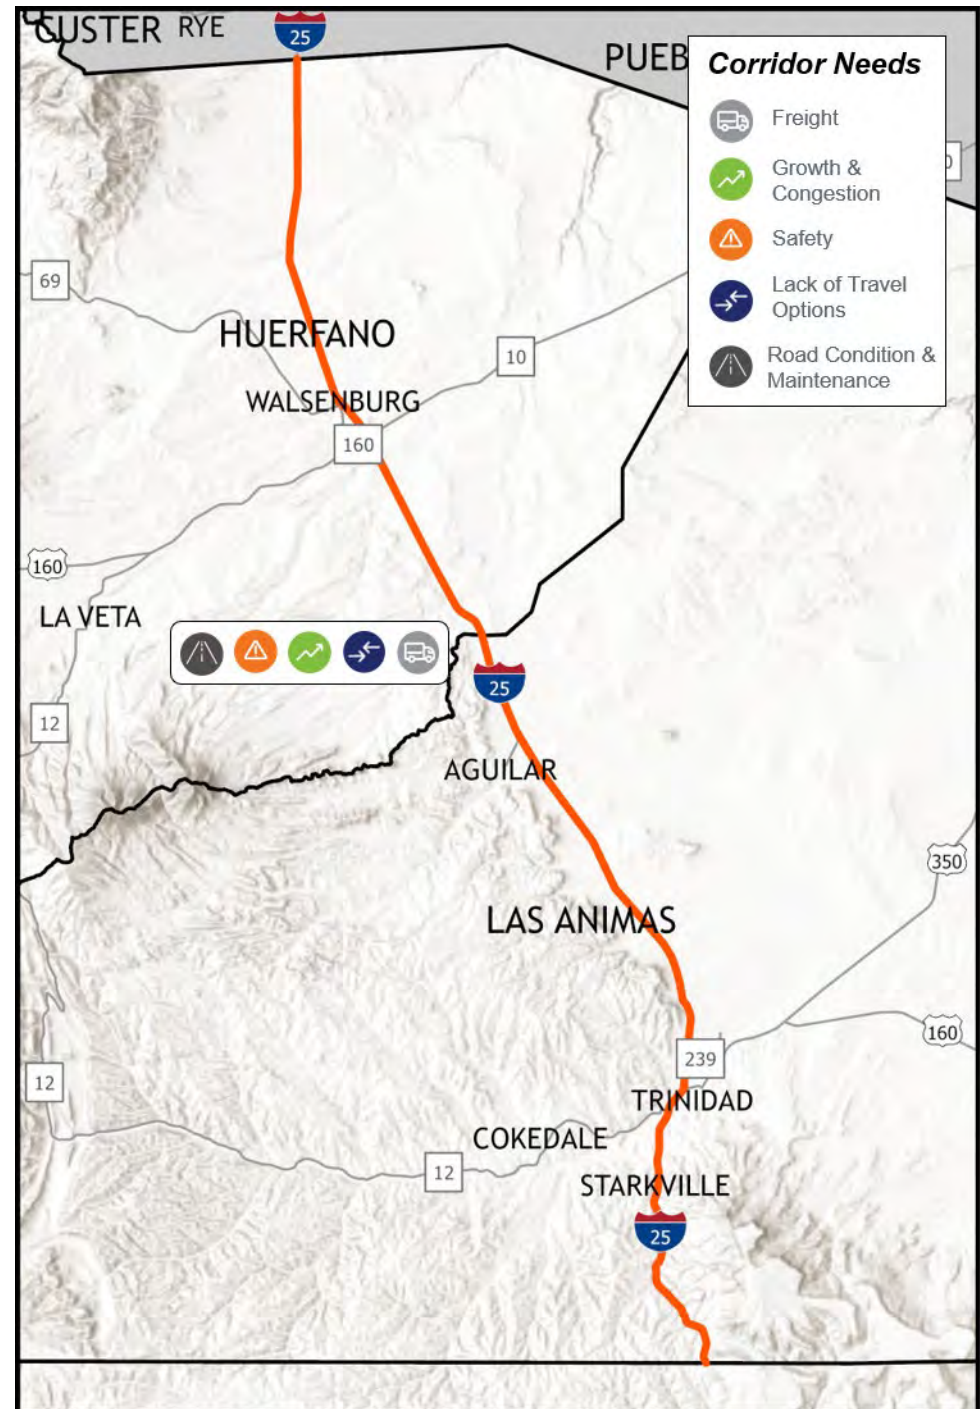 CUSTER
RYE
25
PUEB
Corridor Needs
Freight
Growth &
Congestion
Safety
Lack of Travel
Options
Road Condition &
Maintenance
0
69
HUERFANO
10
WALSENBURG
160
160
LA VETA
25
12
AGUILAR
350
LAS ANIMAS
160
239
12
TRINIDAD
COKEDALE
12
STARKVILLE
25